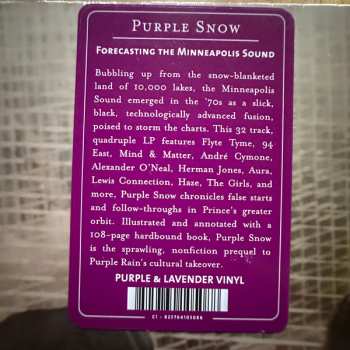 PURPLE SNOW
FORECASTING THE MINNEAPOLIS SOUND
Bubbling up from the snow-blanketed
land of 10,000 lakes, the Minneapolis
Sound emerged in the '70s as a slick,
black, technologically advanced fusion,
poised to storm the charts. This 32 track,
quadruple LP features Flyte Tyme, 94
East, Mind & Matter, André Cymone,
Alexander O'Neal, Herman Jones, Aura,
Lewis Connection, Haze, The Girls, and
more, Purple Snow chronicles false starts
and follow-throughs in Prince's greater
orbit. Illustrated and annotated with a
108-page hardbound book, Purple Snow
is the sprawling, nonfiction prequel to
Purple Rain's cultural takeover.
PURPLE & LAVENDER VINYL